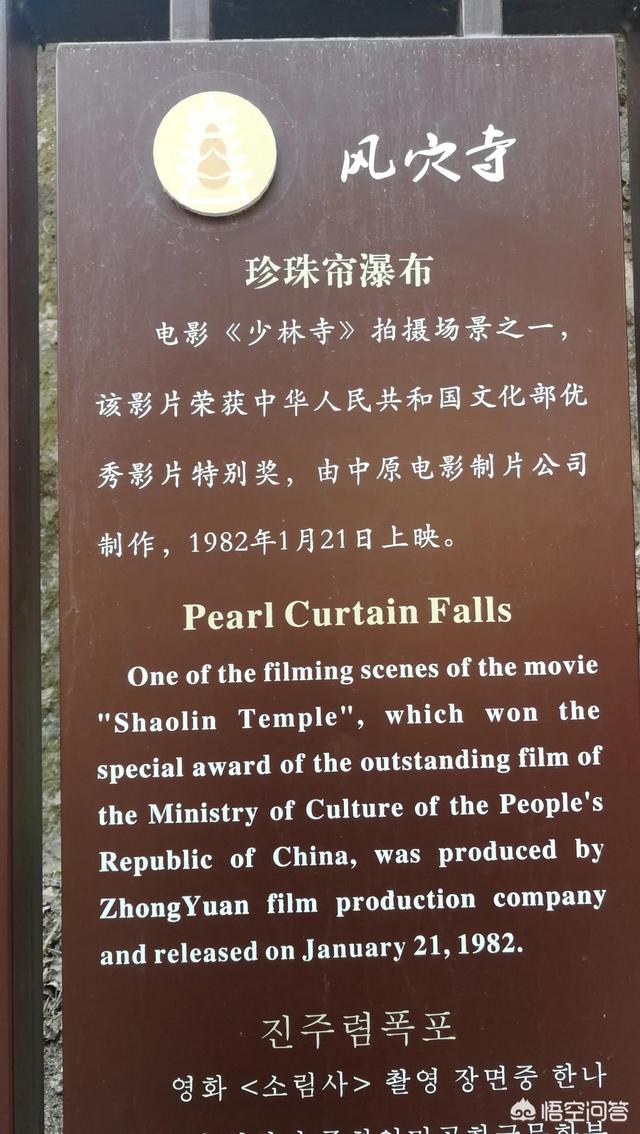 风穴寺
珍珠帘瀑布
电影《少林寺》拍摄场景之一，
该影片荣获中华人民共和国文化部优
秀影片特别奖，由中原电影制片公司
制作，1982年1月21日上映。
Pearl Curtain Falls
One of the filming scenes of the movie
"Shaolin Temple", which won the
special award of the outstanding film of
the Ministry of Culture of the People's
Republic of China, was produced by
ZhongYuan film production company
and released on January 21, 1982.
진주렴폭포
영화 <소림사> 촬영 장면중 한나
悟空问答